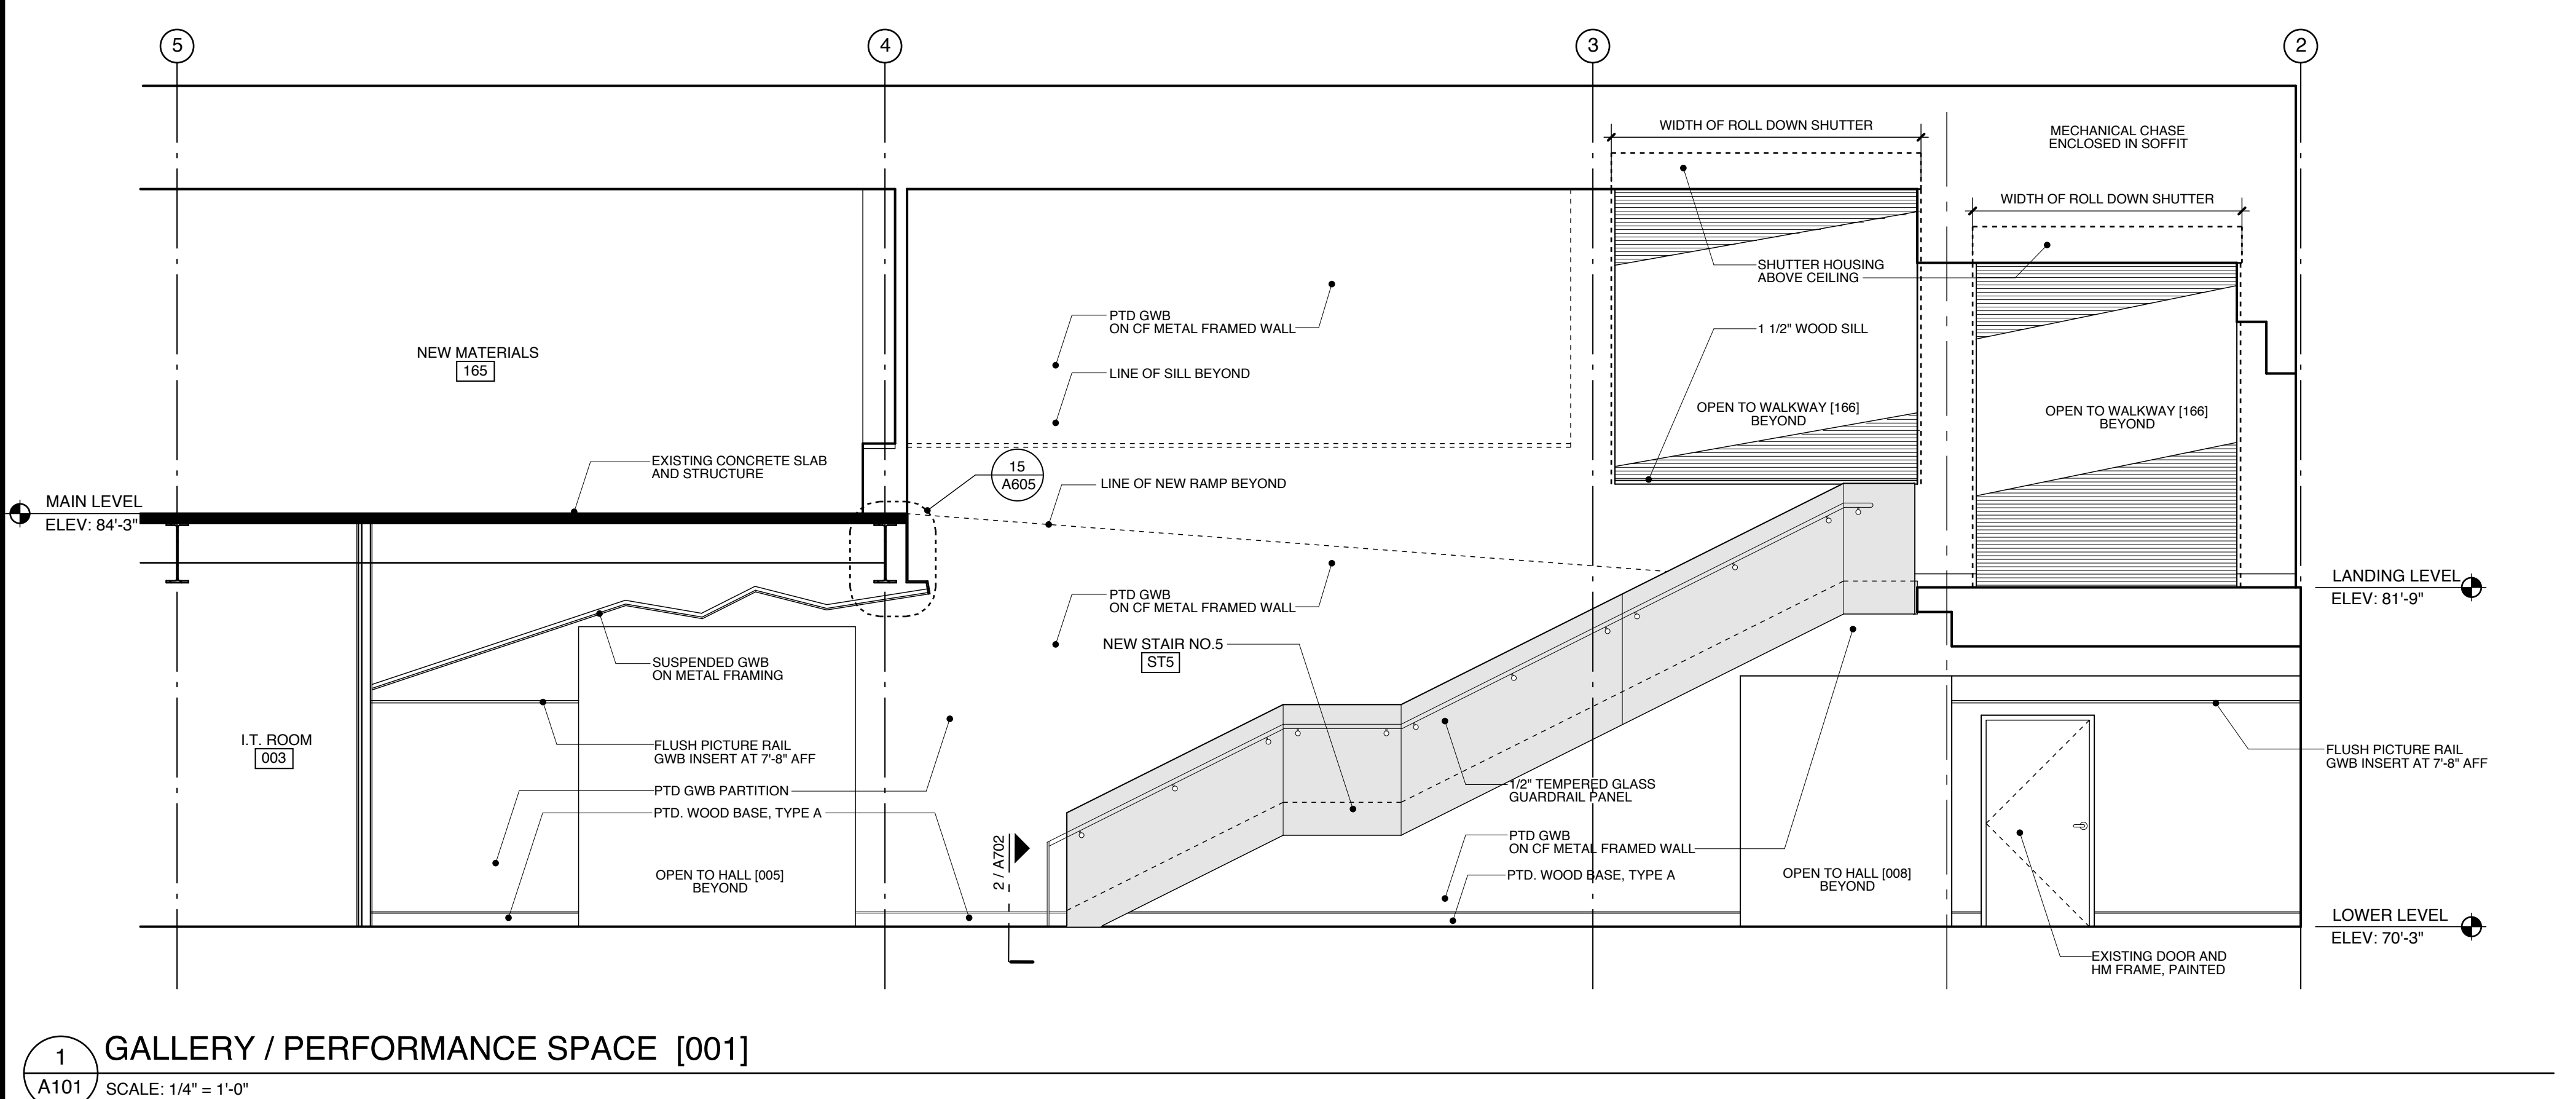 5
4
3
2
WIDTH OF ROLL DOWN SHUTTER
MECHANICAL CHASE
ENCLOSED IN SOFFIT
WIDTH OF ROLL DOWN SHUTTER
SHUTTER HOUSING
ABOVE CEILING
PTD GWB
ON CF METAL FRAMED WALL
1 1/2" WOOD SILL
NEW MATERIALS
165
LINE OF SILL BEYOND
OPEN TO WALKWAY [166]
BEYOND
OPEN TO WALKWAY [166]
BEYOND
EXISTING CONCRETE SLAB
AND STRUCTURE
15
A605
LINE OF NEW RAMP BEYOND
MAIN LEVEL
ELEV: 84'-3"
LANDING LEVEL
ELEV: 81'-9"
PTD GWB
ON CF METAL FRAMED WALL
NEW STAIR NO.5
ST5
SUSPENDED GWB
ON METAL FRAMING
I.T. ROOM
003
FLUSH PICTURE RAIL
GWB INSERT AT 7'-8" AFF
FLUSH PICTURE RAIL
GWB INSERT AT 7'-8" AFF
PTD GWB PARTITION
1/2" TEMPERED GLASS
GUARDRAIL PANEL
PTD. WOOD BASE, TYPE A
2 / A702
PTD GWB
ON CF METAL FRAMED WALL
OPEN TO HALL [005]
BEYOND
PTD. WOOD BASE, TYPE A
OPEN TO HALL [008]
BEYOND
LOWER LEVEL
ELEV: 70'-3"
EXISTING DOOR AND
HM FRAME, PAINTED
1
A101
GALLERY / PERFORMANCE SPACE [001]
SCALE: 1/4" = 1'-0"